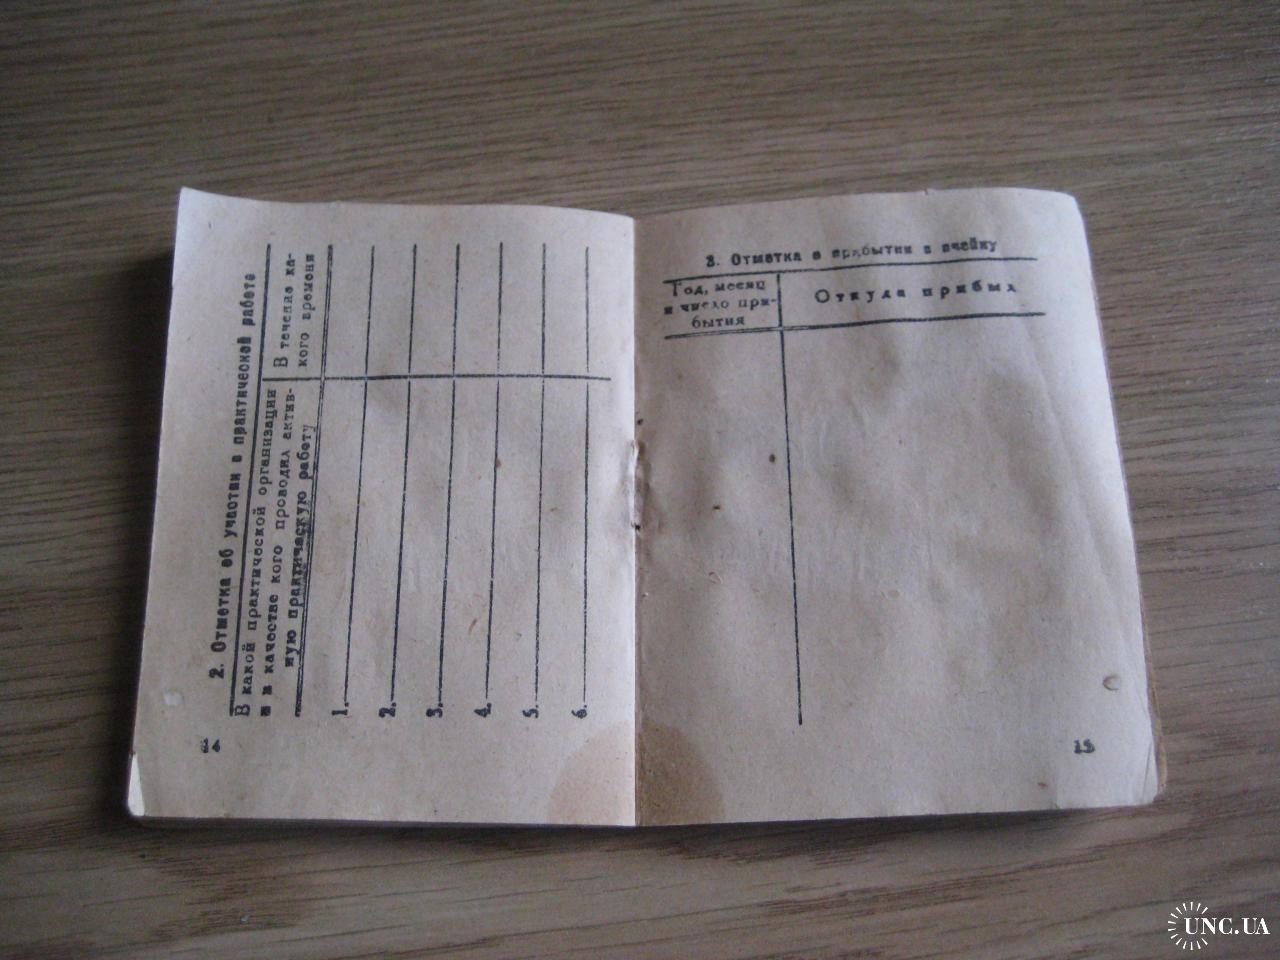 2. Отметка об участии в практической работе
В какой практической организации
и в качестве кого проводил актив-
ную практическую работу
В течение ка-
кого времени
1.
2.
3.
4.
5.
6.
14
3. Отметка о прибытии в ячейку
Год, месяц
и число при-
бытия
Откуда прибыл
15
UNC.UA